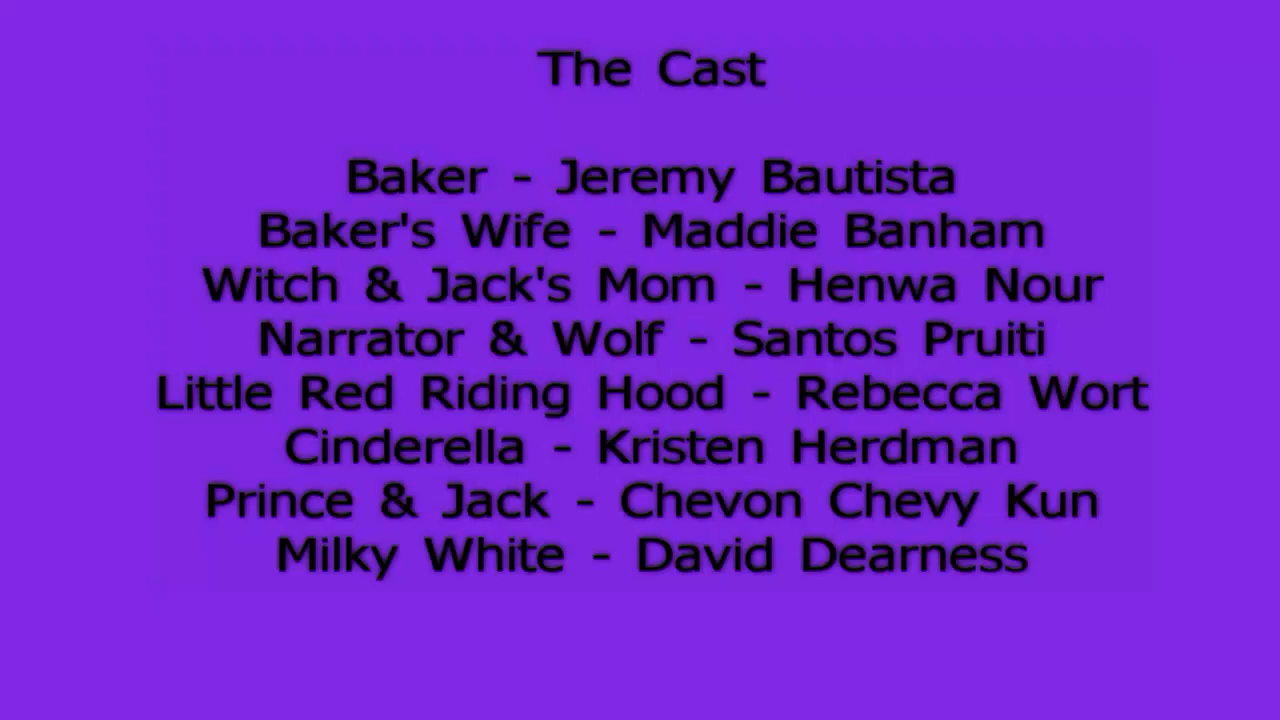 The Cast
Baker - Jeremy Bautista
Baker's Wife - Maddie Banham
Witch & Jack's Mom - Henwa Nour
Narrator & Wolf - Santos Pruiti
Little Red Riding Hood - Rebecca Wort
Cinderella - Kristen Herdman
Prince & Jack - Chevon Chevy Kun
Milky White - David Dearness